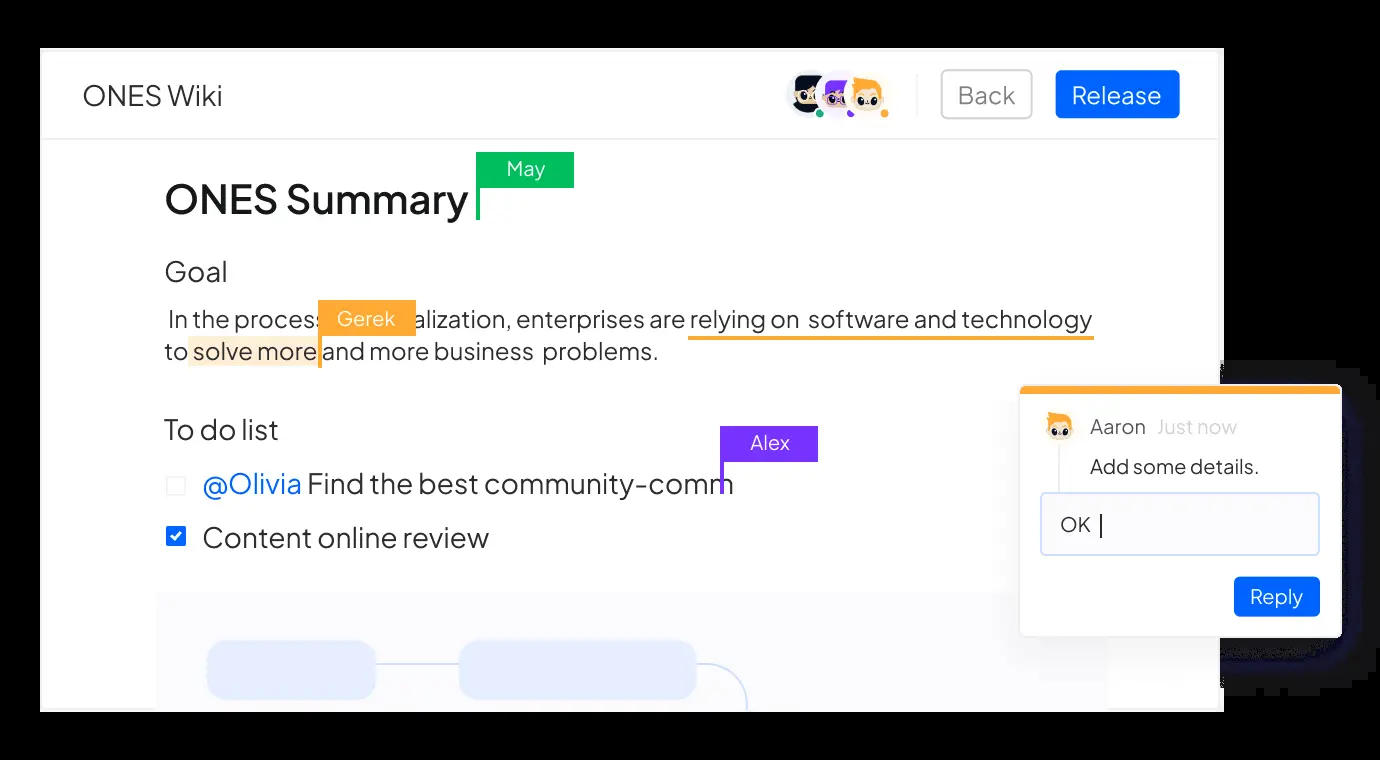 ONES Wiki
Back
Release
May
ONES Summary
Goal
In the process Gerek alization, enterprises are relying on software and technology
to solve more and more business problems.
To do list
Alex
@Olivia Find the best community-comm
Content online review
Aaron Just now
Add some details.
OK
Reply